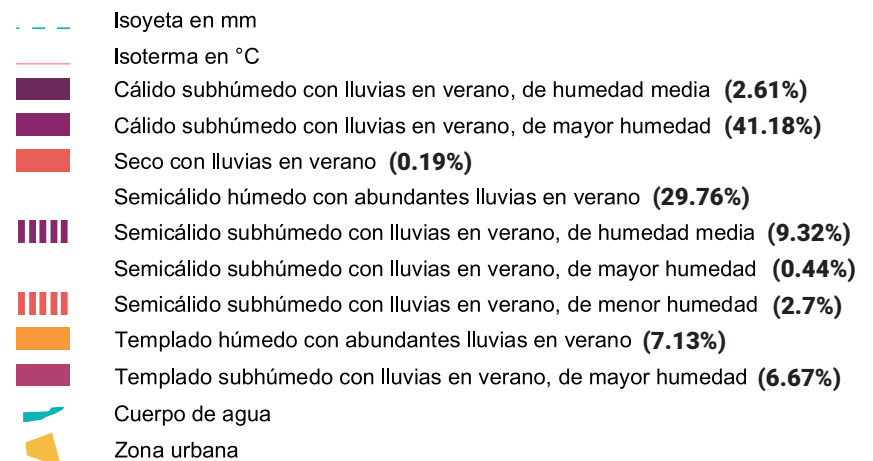 Isoyeta en mm
Isoterma en °C
Cálido subhúmedo con lluvias en verano, de humedad media (2.61%)
Cálido subhúmedo con lluvias en verano, de mayor humedad (41.18%)
Seco con lluvias en verano (0.19%)
Semicálido húmedo con abundantes lluvias en verano (29.76%)
Semicálido subhúmedo con lluvias en verano, de humedad media (9.32%)
Semicálido subhúmedo con lluvias en verano, de mayor humedad (0.44%)
Semicálido subhúmedo con lluvias en verano, de menor humedad (2.7%)
Templado húmedo con abundantes lluvias en verano (7.13%)
Templado subhúmedo con lluvias en verano, de mayor humedad (6.67%)
Cuerpo de agua
Zona urbana